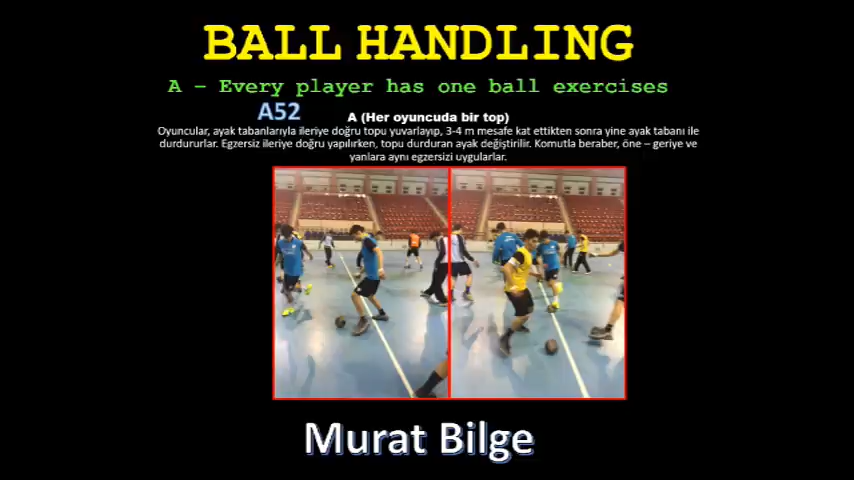 BALL HANDLING
A – Every player has one ball exercises
A52
A (Her oyuncuda bir top)
Oyuncular, ayak tabanlarıyla ileriye doğru topu yuvarlayıp, 3-4 m mesafe kat ettikten sonra yine ayak tabanı ile
durdururlar. Egzersiz ileriye doğru yapılırken, topu durduran ayak değiştirilir. Komutla beraber, öne – geriye ve
yanlara aynı egzersizi uygularlar.
Murat Bilge